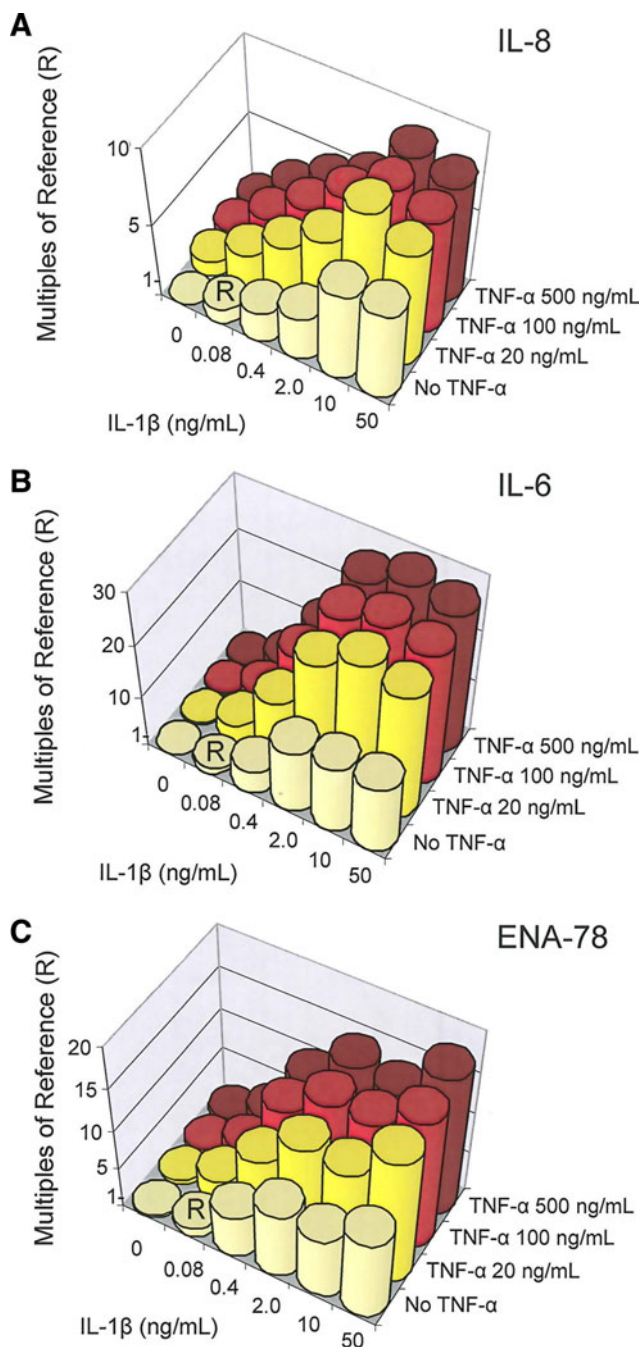 A
IL-8
Multiples of Reference (R)
10
5
1
R
0
0.08
0.4
2.0
10
50
IL-1β (ng/mL)
TNF-α 500 ng/mL
TNF-α 100 ng/mL
TNF-α 20 ng/mL
No TNF-α
B
IL-6
Multiples of Reference (R)
30
20
10
1
R
0
0.08
0.4
2.0
10
50
IL-1β (ng/mL)
TNF-α 500 ng/mL
TNF-α 100 ng/mL
TNF-α 20 ng/mL
No TNF-α
C
ENA-78
Multiples of Reference (R)
20
15
10
5
1
R
0
0.08
0.4
2.0
10
50
IL-1β (ng/mL)
TNF-α 500 ng/mL
TNF-α 100 ng/mL
TNF-α 20 ng/mL
No TNF-α